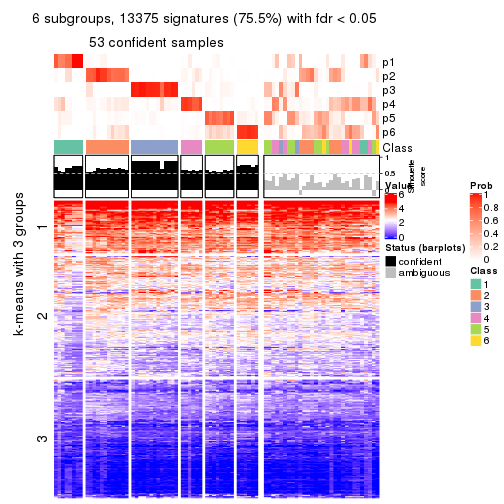 6 subgroups, 13375 signatures (75.5%) with fdr < 0.05
53 confident samples
p1
p2
p3
p4
p5
p6
Class
1
0.5
0
Silhouette
score
k-means with 3 groups
1
2
3
Value
6
4
2
0
Status (barplots)
confident
ambiguous
Prob
1
0.8
0.6
0.4
0.2
0
Class
1
2
3
4
5
6